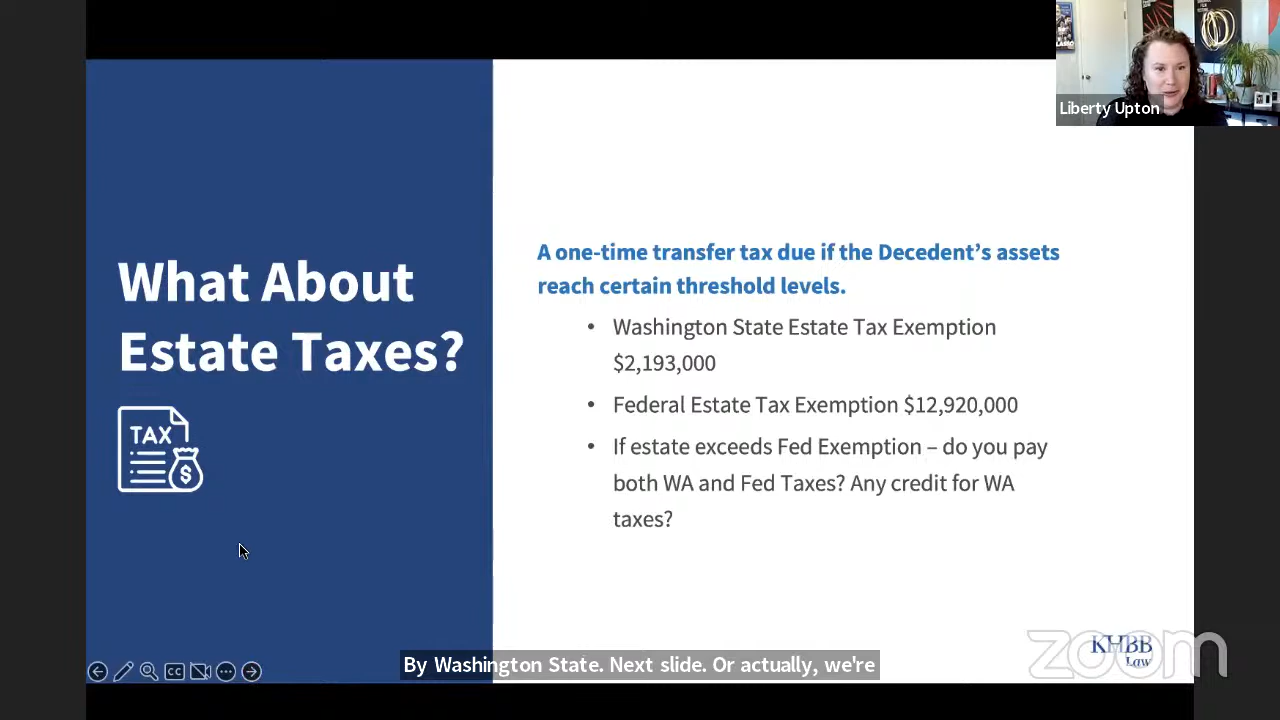 Liberty Upton
What About
Estate Taxes?
TAX
$
A one-time transfer tax due if the Decedent’s assets
reach certain threshold levels.
• Washington State Estate Tax Exemption
$2,193,000
• Federal Estate Tax Exemption $12,920,000
• If estate exceeds Fed Exemption – do you pay
both WA and Fed Taxes? Any credit for WA
taxes?
CC
By Washington State. Next slide. Or actually, we're
KHBB
Law
zoom